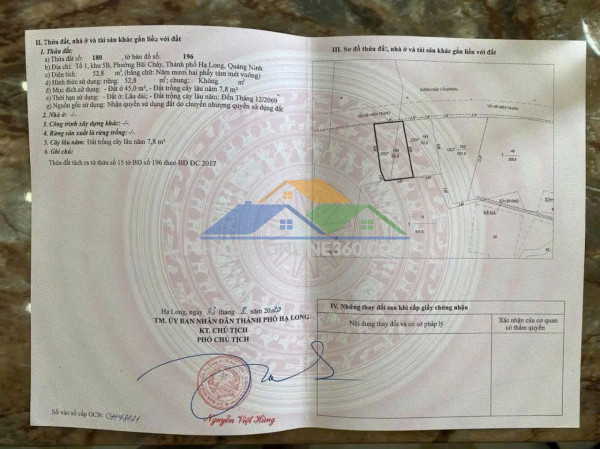 II. Thửa đất, nhà ở và tài sản khác gắn liền với đất
1. Thửa đất:
a) Thửa đất số: 180 tờ bản đồ số: 196
b) Địa chỉ: Tổ 1, khu 5B, Phường Bãi Cháy, Thành phố Hạ Long, Quảng Ninh
c) Diện tích: 52,8 m², (bằng chữ: Năm mươi hai phẩy tám mét vuông)
d) Hình thức sử dụng: riêng: 52,8 m²; chung: Không m²
đ) Mục đích sử dụng: - Đất ở 45,0 m²; - Đất trồng cây lâu năm 7,8 m²
e) Thời hạn sử dụng: - Đất ở: Lâu dài; - Đất trồng cây lâu năm: Đến Tháng 12/2069
g) Nguồn gốc sử dụng: Nhận quyền sử dụng đất do chuyển nhượng quyền sử dụng đất
2. Nhà ở: -/-
3. Công trình xây dựng khác: -/-
4. Rừng sản xuất là rừng trồng: -/-
5. Cây lâu năm: Đất trồng cây lâu năm 7,8 m²
6. Ghi chú:
Thửa đất tách ra từ thửa 15 tờ BĐ số 196 theo BĐ ĐC 2017
Hạ Long, ngày tháng năm 2020
TM. ỦY BAN NHÂN DÂN THÀNH PHỐ HẠ LONG
KT. CHỦ TỊCH
PHÓ CHỦ TỊCH
Nguyễn Việt Hùng
Số vào sổ cấp GCN:
III. Sơ đồ thửa đất, nhà ở và tài sản khác gắn liền với đất
IV. Những thay đổi sau khi cấp giấy chứng nhận
Nội dung thay đổi và cơ sở pháp lý
Xác nhận của cơ quan
có thẩm quyền